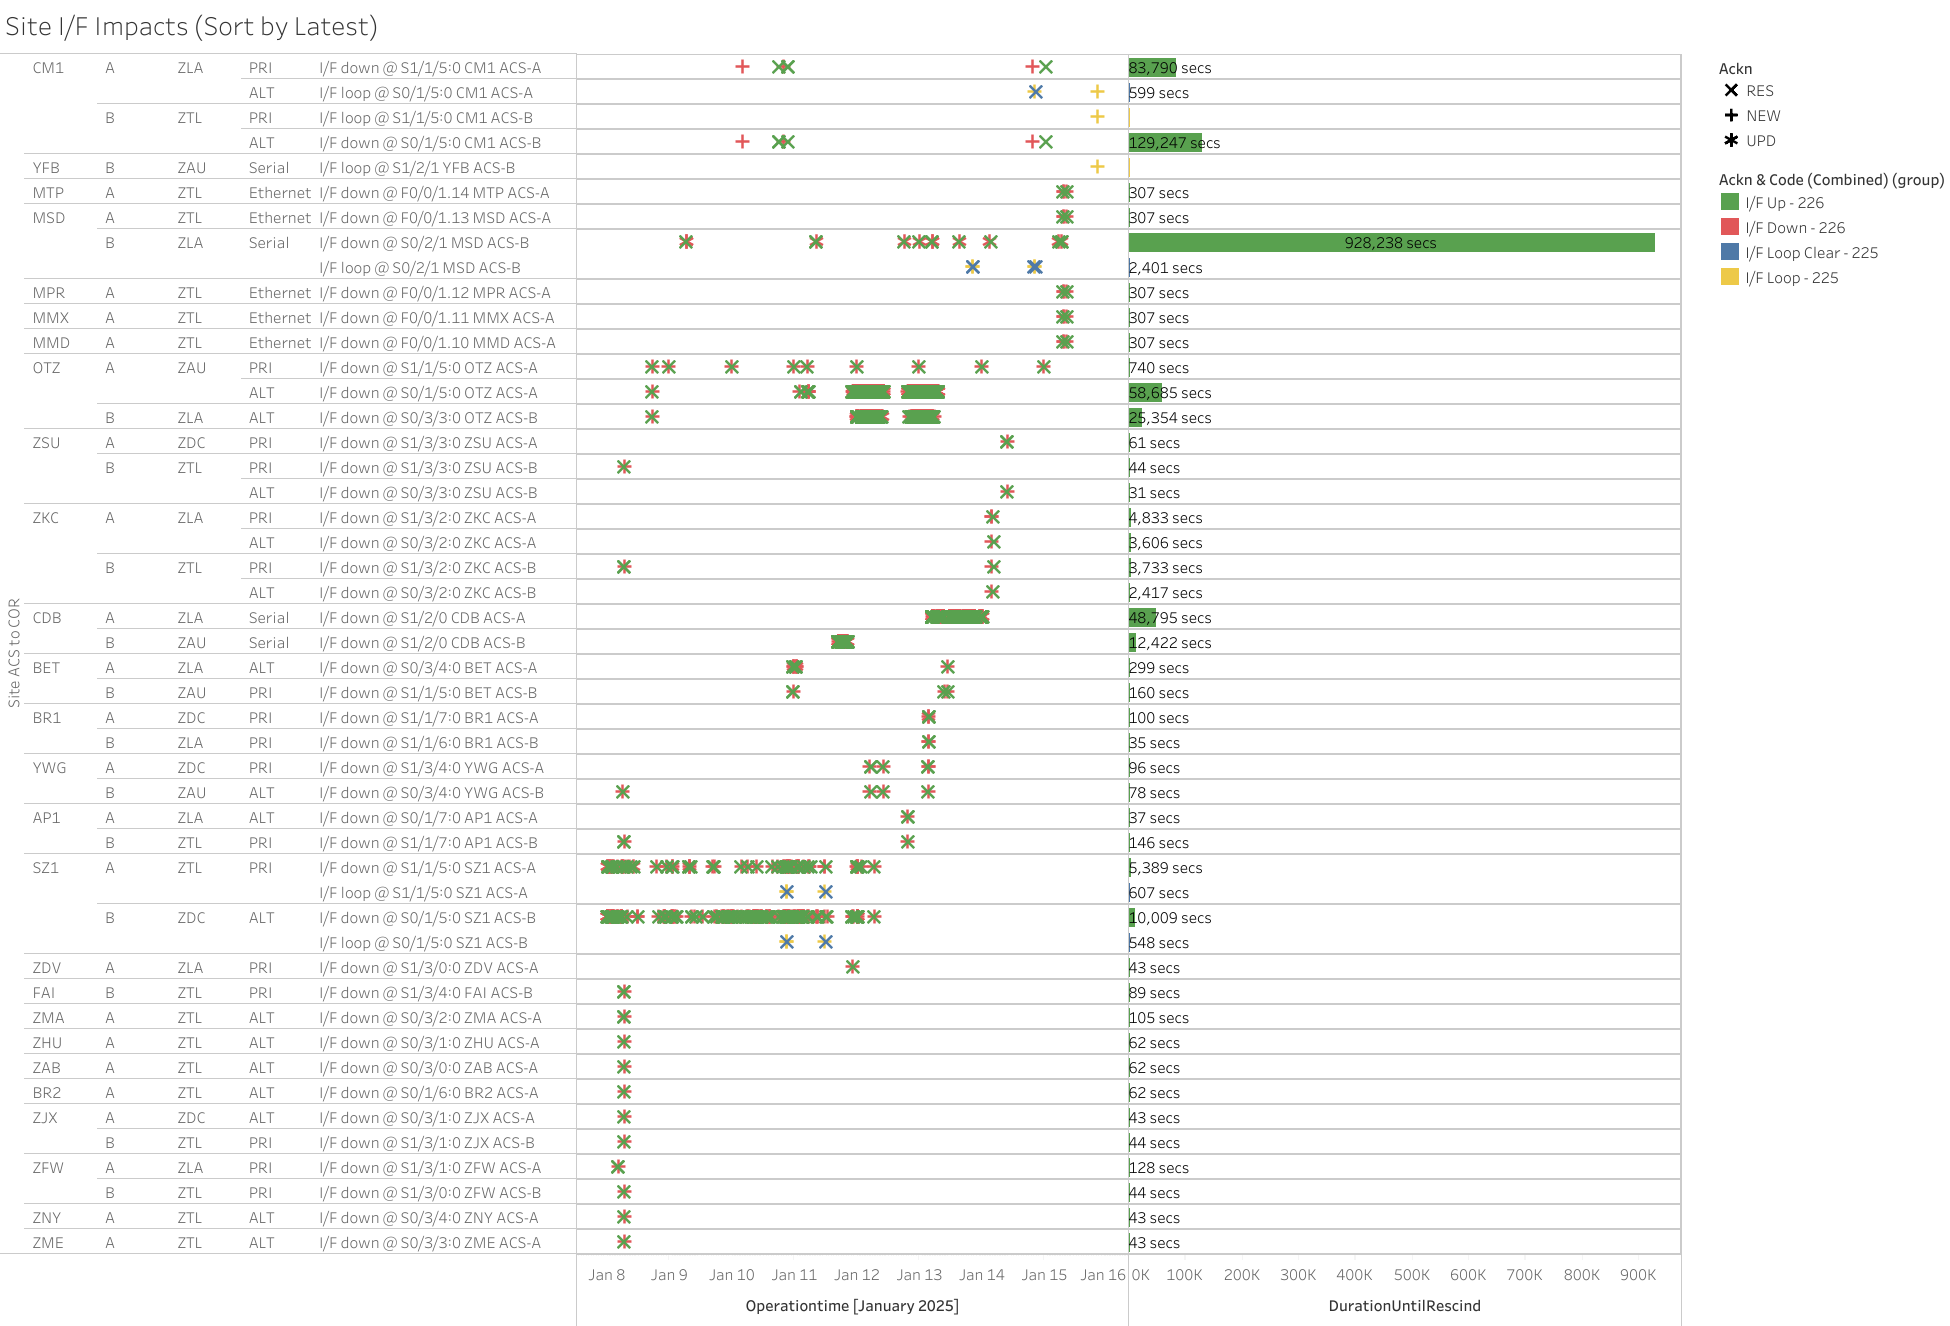 Site I/F Impacts (Sort by Latest)
CM1 A ZLA PRI I/F down @ S1/1/5:0 CM1 ACS-A 83,790 secs
ALT I/F loop @ S0/1/5:0 CM1 ACS-A 599 secs
B ZTL PRI I/F loop @ S1/1/5:0 CM1 ACS-B
ALT I/F down @ S0/1/5:0 CM1 ACS-B 129,247 secs
YFB B ZAU Serial I/F loop @ S1/2/1 YFB ACS-B
MTP A ZTL Ethernet I/F down @ F0/0/1.14 MTP ACS-A 307 secs
MSD A ZTL Ethernet I/F down @ F0/0/1.13 MSD ACS-A 307 secs
B ZLA Serial I/F down @ S0/2/1 MSD ACS-B 928,238 secs
I/F loop @ S0/2/1 MSD ACS-B 2,401 secs
MPR A ZTL Ethernet I/F down @ F0/0/1.12 MPR ACS-A 307 secs
MMX A ZTL Ethernet I/F down @ F0/0/1.11 MMX ACS-A 307 secs
MMD A ZTL Ethernet I/F down @ F0/0/1.10 MMD ACS-A 307 secs
OTZ A ZAU PRI I/F down @ S1/1/5:0 OTZ ACS-A 740 secs
ALT I/F down @ S0/1/5:0 OTZ ACS-A 58,685 secs
B ZLA ALT I/F down @ S0/3/3:0 OTZ ACS-B 25,354 secs
ZSU A ZDC PRI I/F down @ S1/3/3:0 ZSU ACS-A 61 secs
B ZTL PRI I/F down @ S1/3/3:0 ZSU ACS-B 44 secs
ALT I/F down @ S0/3/3:0 ZSU ACS-B 31 secs
ZKC A ZLA PRI I/F down @ S1/3/2:0 ZKC ACS-A 4,833 secs
ALT I/F down @ S0/3/2:0 ZKC ACS-A 3,606 secs
B ZTL PRI I/F down @ S1/3/2:0 ZKC ACS-B 3,733 secs
ALT I/F down @ S0/3/2:0 ZKC ACS-B 2,417 secs
CDB A ZLA Serial I/F down @ S1/2/0 CDB ACS-A 48,795 secs
B ZAU Serial I/F down @ S1/2/0 CDB ACS-B 12,422 secs
BET A ZLA ALT I/F down @ S0/3/4:0 BET ACS-A 299 secs
B ZAU PRI I/F down @ S1/1/5:0 BET ACS-B 160 secs
BR1 A ZDC PRI I/F down @ S1/1/7:0 BR1 ACS-A 100 secs
B ZLA PRI I/F down @ S1/1/6:0 BR1 ACS-B 35 secs
YWG A ZDC PRI I/F down @ S1/3/4:0 YWG ACS-A 96 secs
B ZAU ALT I/F down @ S0/3/4:0 YWG ACS-B 78 secs
AP1 A ZLA ALT I/F down @ S0/1/7:0 AP1 ACS-A 37 secs
B ZTL PRI I/F down @ S1/1/7:0 AP1 ACS-B 146 secs
SZ1 A ZTL PRI I/F down @ S1/1/5:0 SZ1 ACS-A 5,389 secs
I/F loop @ S1/1/5:0 SZ1 ACS-A 607 secs
B ZDC ALT I/F down @ S0/1/5:0 SZ1 ACS-B 10,009 secs
I/F loop @ S0/1/5:0 SZ1 ACS-B 548 secs
ZDV A ZLA PRI I/F down @ S1/3/0:0 ZDV ACS-A 43 secs
FAI B ZTL PRI I/F down @ S1/3/4:0 FAI ACS-B 89 secs
ZMA A ZTL ALT I/F down @ S0/3/2:0 ZMA ACS-A 105 secs
ZHU A ZTL ALT I/F down @ S0/3/1:0 ZHU ACS-A 62 secs
ZAB A ZTL ALT I/F down @ S0/3/0:0 ZAB ACS-A 62 secs
BR2 A ZTL ALT I/F down @ S0/1/6:0 BR2 ACS-A 62 secs
ZJX A ZDC ALT I/F down @ S0/3/1:0 ZJX ACS-A 43 secs
B ZTL PRI I/F down @ S1/3/1:0 ZJX ACS-B 44 secs
ZFW A ZLA PRI I/F down @ S1/3/1:0 ZFW ACS-A 128 secs
B ZTL PRI I/F down @ S1/3/0:0 ZFW ACS-B 44 secs
ZNY A ZTL ALT I/F down @ S0/3/4:0 ZNY ACS-A 43 secs
ZME A ZTL ALT I/F down @ S0/3/3:0 ZME ACS-A 43 secs
Site ACS to COR
Jan 8 Jan 9 Jan 10 Jan 11 Jan 12 Jan 13 Jan 14 Jan 15 Jan 16
0K 100K 200K 300K 400K 500K 600K 700K 800K 900K
Operationtime [January 2025]
DurationUntilRescind
Ackn
RES
NEW
UPD
Ackn & Code (Combined) (group)
I/F Up - 226
I/F Down - 226
I/F Loop Clear - 225
I/F Loop - 225